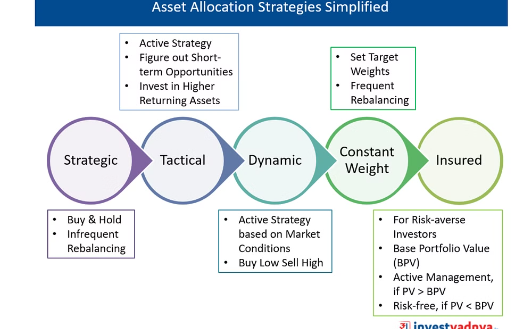 Asset Allocation Strategies Simplified
• Active Strategy
• Figure out Short-
term Opportunities
• Invest in Higher
Returning Assets
• Set Target
Weights
• Frequent
Rebalancing
Strategic
Tactical
Dynamic
Constant
Weight
Insured
• Buy & Hold
• Infrequent
Rebalancing
• Active Strategy
based on Market
Conditions
• Buy Low Sell High
• For Risk-averse
Investors
• Base Portfolio Value
(BPV)
• Active Management,
if PV > BPV
• Risk-free, if PV < BPV
investyadnya